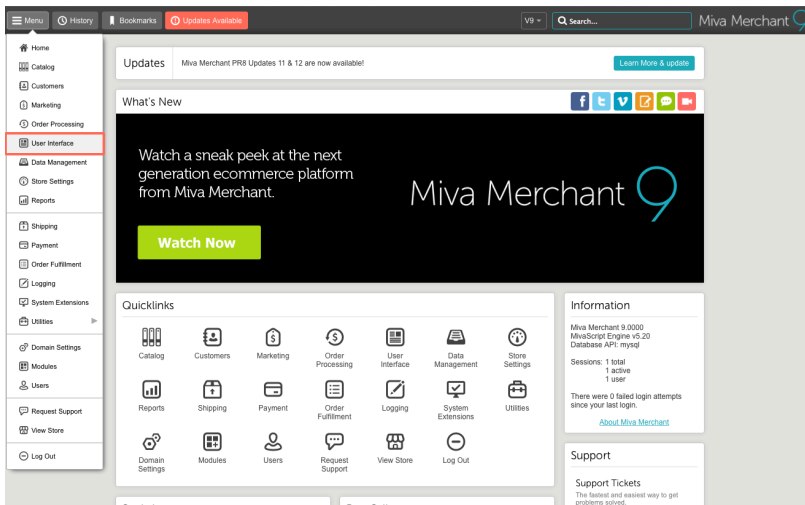 Menu
History
Bookmarks
Updates Available
V9
Search...
Miva Merchant 9
Home
Catalog
Customers
Marketing
Order Processing
User Interface
Data Management
Store Settings
Reports
Shipping
Payment
Order Fulfillment
Logging
System Extensions
Utilities
Domain Settings
Modules
Users
Request Support
View Store
Log Out
Updates
Miva Merchant PR8 Updates 11 & 12 are now available!
Learn More & update
What's New
Watch a sneak peek at the next
generation ecommerce platform
from Miva Merchant.
Watch Now
Miva Merchant 9
Quicklinks
Catalog
Customers
Marketing
Order
Processing
User
Interface
Data
Management
Store
Settings
Reports
Shipping
Payment
Order
Fulfillment
Logging
System
Extensions
Utilities
Domain
Settings
Modules
Users
Request
Support
View Store
Log Out
Information
Miva Merchant 9.0000
MivaScript Engine v5.20
Database API: mysql
Sessions: 1 total
1 active
1 user
There were 0 failed login attempts
since your last login.
About Miva Merchant
Support
Support Tickets
The fastest and easiest way to get
problems solved.